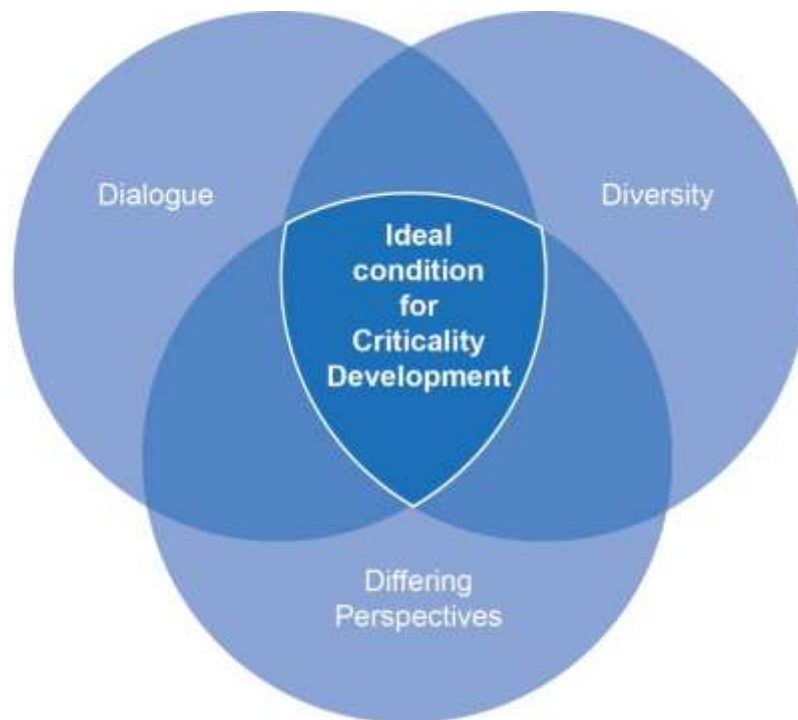 Dialogue
Diversity
Ideal
condition
for
Criticality
Development
Differing
Perspectives